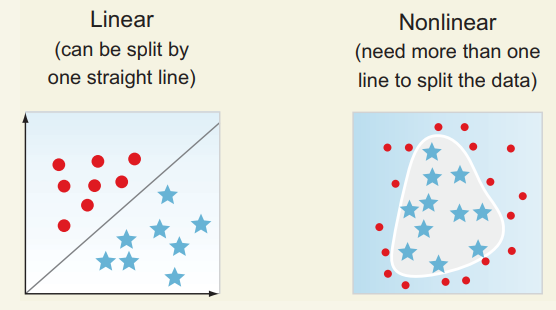 Linear
(can be split by
one straight line)
Nonlinear
(need more than one
line to split the data)